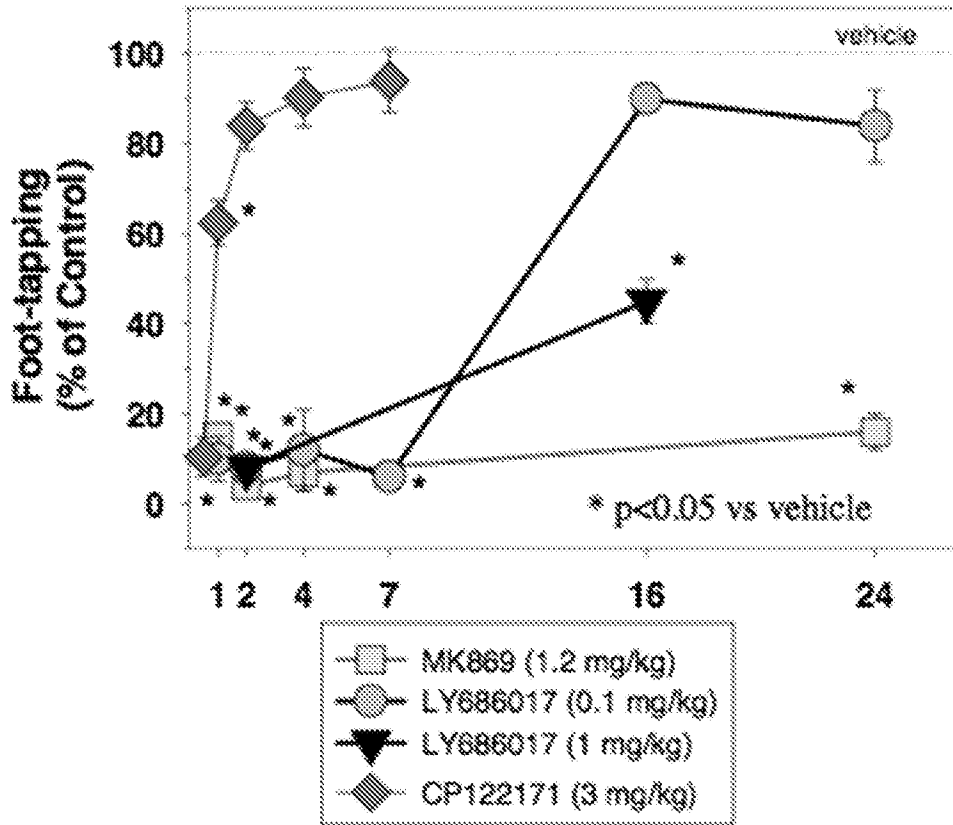 vehicle
100
80
60
40
20
0
Foot-tapping
(% of Control)
*
*
*
*
*
*
*
*
*
*
*
*
* p<0.05 vs vehicle
1 2 4 7 16 24
MK869 (1.2 mg/kg)
LY686017 (0.1 mg/kg)
LY686017 (1 mg/kg)
CP122171 (3 mg/kg)